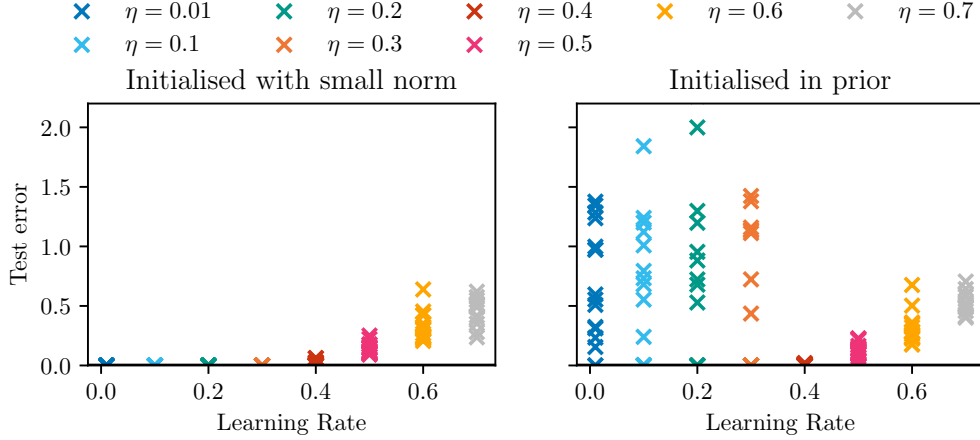 η = 0.01 η = 0.2 η = 0.4 η = 0.6 η = 0.7
η = 0.1 η = 0.3 η = 0.5
Initialised with small norm
Initialised in prior
2.0
1.5
1.0
0.5
0.0
Test error
0.0 0.2 0.4 0.6
0.0 0.2 0.4 0.6
Learning Rate
Learning Rate